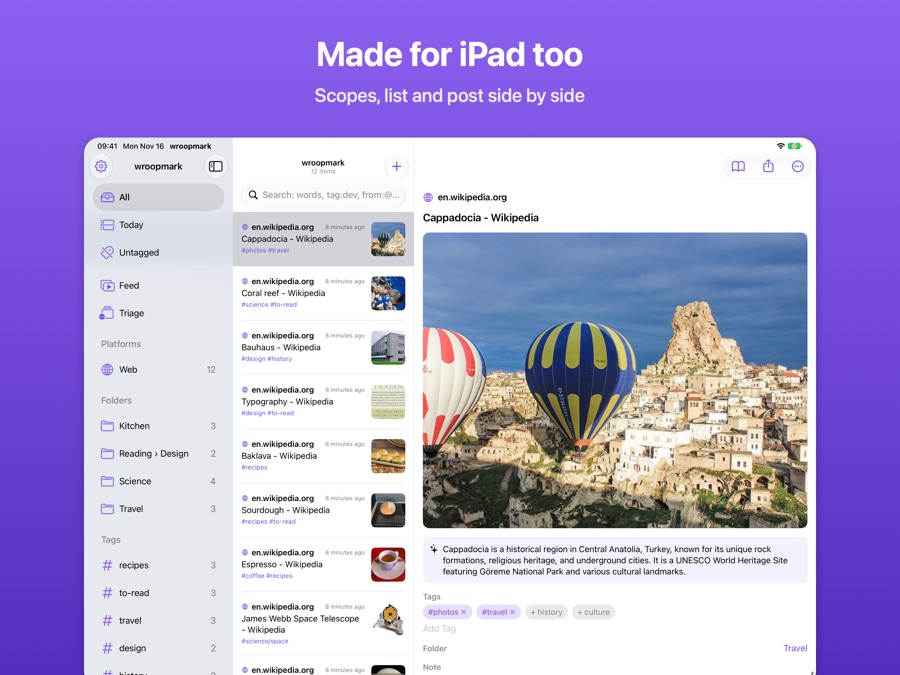 Made for iPad too
Scopes, list and post side by side
09:41 Mon Nov 16 wroopmark
wroopmark
All
Today
Untagged
Feed
Triage
Platforms
Web 12
Folders
Kitchen 3
Reading › Design 2
Science 4
Travel 3
Tags
recipes 3
to-read 3
travel 3
design 2
wroopmark
12 items
Search: words, tag:dev, from:@...
en.wikipedia.org 8 minutes ago
Cappadocia - Wikipedia
#photos #travel
en.wikipedia.org 8 minutes ago
Coral reef - Wikipedia
#science #to-read
en.wikipedia.org 8 minutes ago
Bauhaus - Wikipedia
#design #history
en.wikipedia.org 8 minutes ago
Typography - Wikipedia
#design #to-read
en.wikipedia.org 8 minutes ago
Baklava - Wikipedia
#recipes
en.wikipedia.org 8 minutes ago
Sourdough - Wikipedia
#recipes #to-read
en.wikipedia.org 8 minutes ago
Espresso - Wikipedia
#coffee #recipes
en.wikipedia.org 8 minutes ago
James Webb Space Telescope
- Wikipedia
#science/space
en.wikipedia.org 8 minutes ago
en.wikipedia.org
Cappadocia - Wikipedia
Cappadocia is a historical region in Central Anatolia, Turkey, known for its unique rock
formations, religious heritage, and underground cities. It is a UNESCO World Heritage Site
featuring Göreme National Park and various cultural landmarks.
Tags
#photos × #travel × + history + culture
Add Tag
Folder Travel
Note